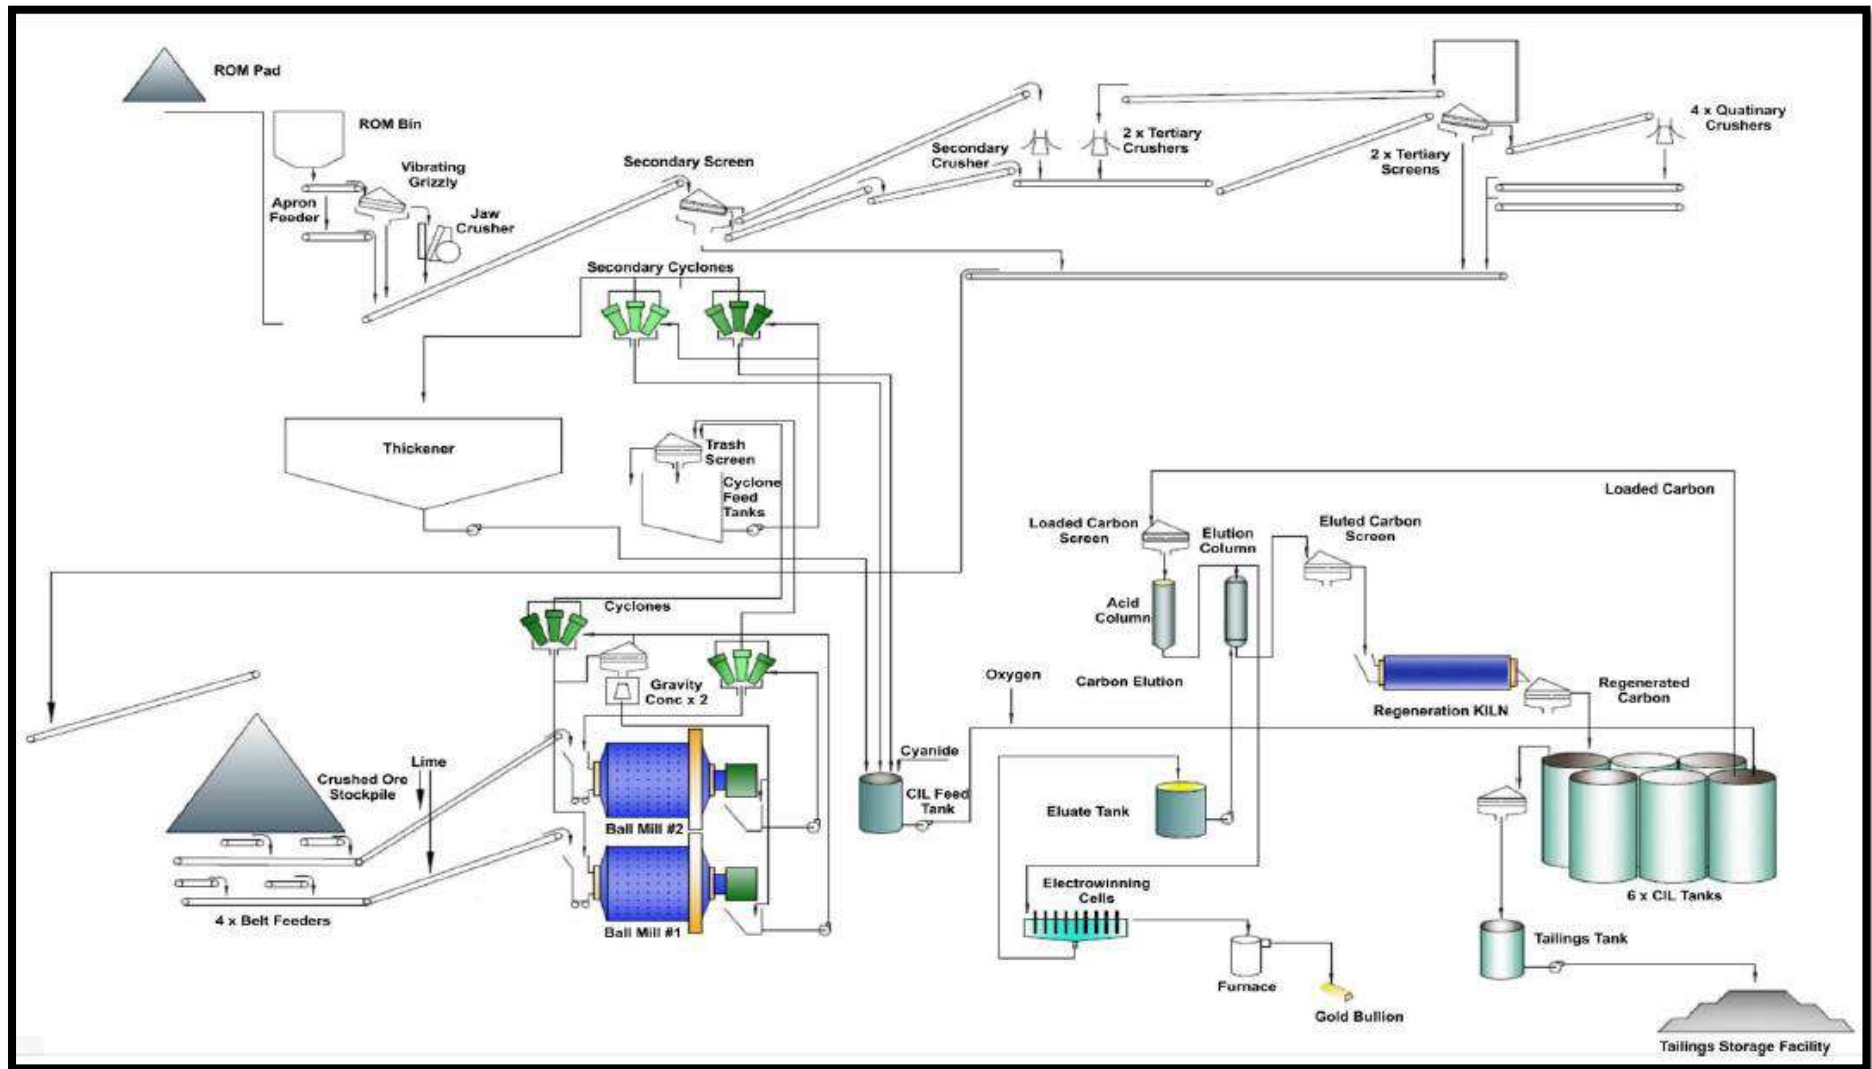 ROM Pad
ROM Bin
Vibrating
Grizzly
Apron
Feeder
Jaw
Crusher
Secondary Screen
Secondary
Crusher
2 x Tertiary
Crushers
2 x Tertiary
Screens
4 x Quatinary
Crushers
Secondary Cyclones
Thickener
Trash
Screen
Cyclone
Feed
Tanks
Loaded Carbon
Loaded Carbon
Screen
Elution
Column
Eluted Carbon
Screen
Acid
Column
Cyclones
Gravity
Conc x 2
Oxygen
Carbon Elution
Regeneration KILN
Regenerated
Carbon
Crushed Ore
Stockpile
Lime
Cyanide
CIL Feed
Tank
Eluate Tank
Ball Mill #2
Ball Mill #1
4 x Belt Feeders
Electrowinning
Cells
6 x CIL Tanks
Tailings Tank
Furnace
Gold Bullion
Tailings Storage Facility